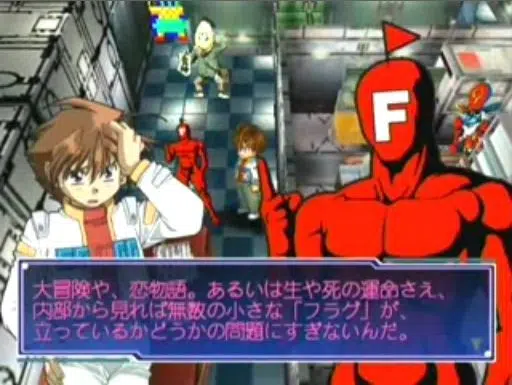 F
大冒険や、恋物語。あるいは生や死の運命さえ、
内部から見れば無数の小さな「フラグ」が、
立っているかどうかの問題にすぎないんだ。